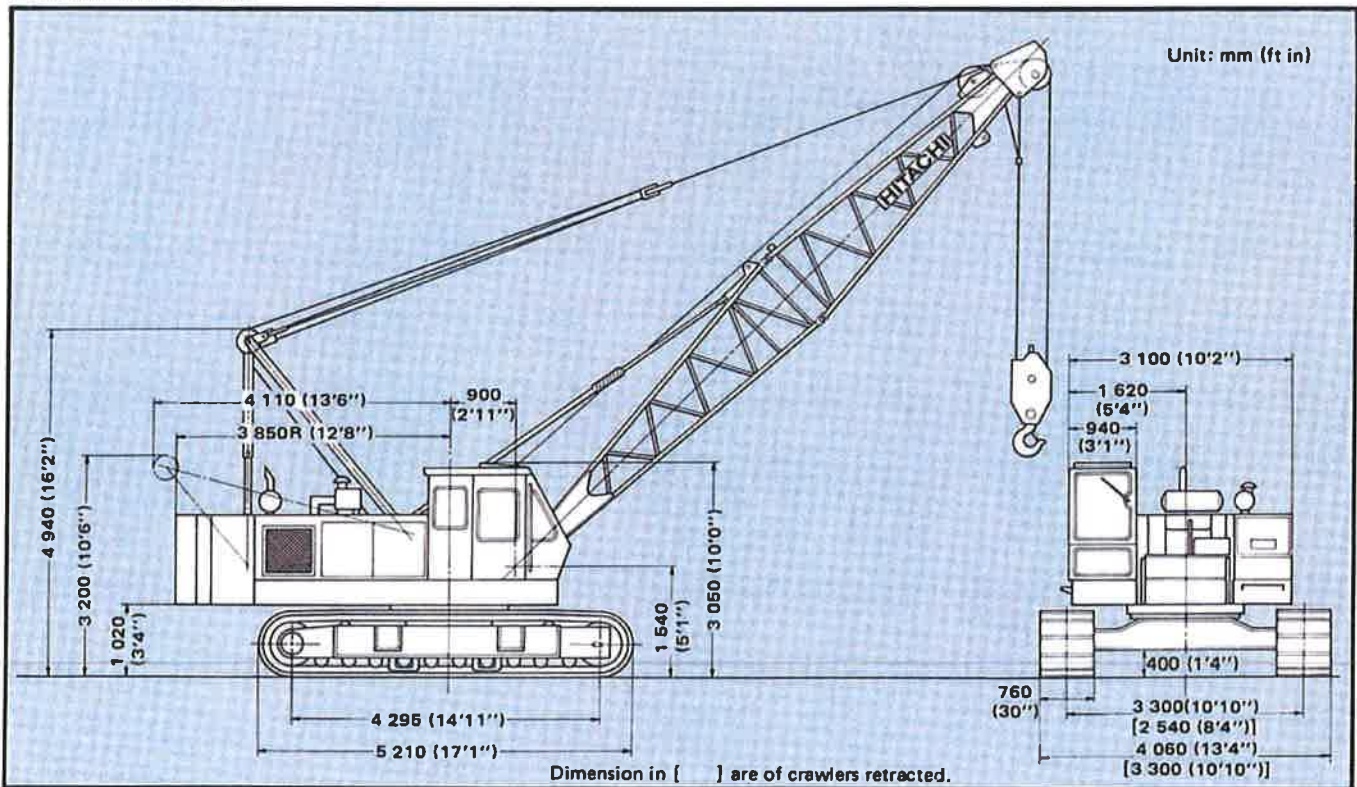 Unit: mm (ft in)
HITACHI
3 100 (10'2'')
1 620
(5'4'')
940
(3'1'')
4 110 (13'6'')
900
(2'11'')
3 850R (12'8'')
4 940 (16'2'')
3 200 (10'6'')
1 020
(3'4'')
1 540
(5'1'')
3 050 (10'0'')
400 (1'4'')
760
(30'')
3 300(10'10'')
[2 540 (8'4'')]
4 060 (13'4'')
[3 300 (10'10'')]
4 295 (14'11'')
5 210 (17'1'')
Dimension in [ ] are of crawlers retracted.